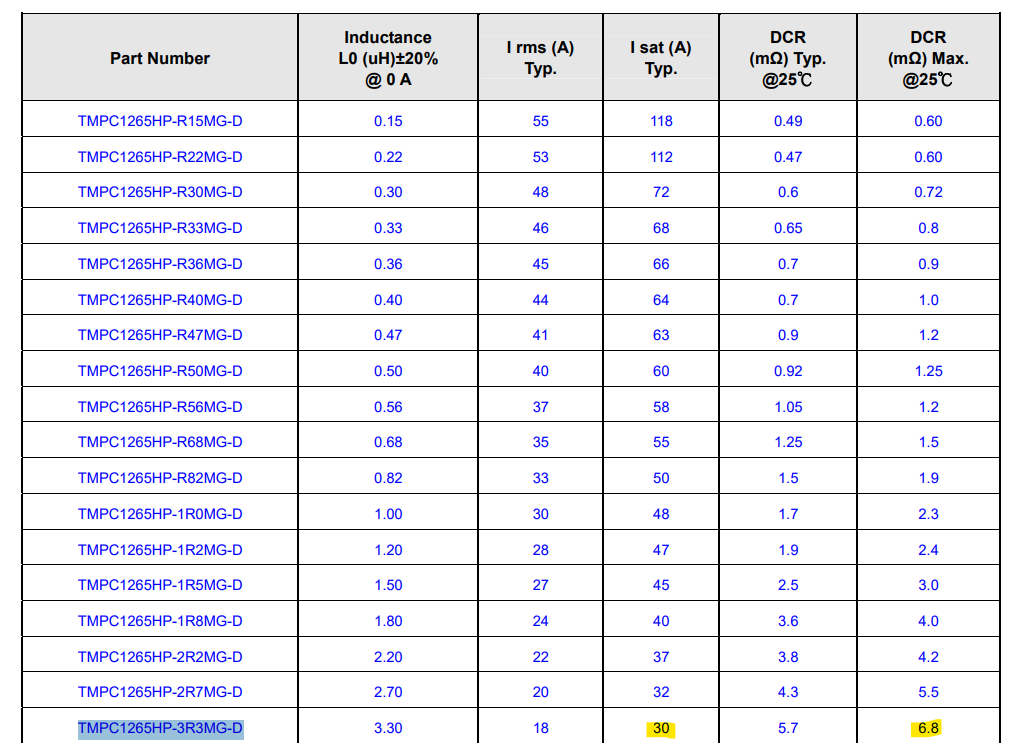 Part Number Inductance L0 (uH)±20% @ 0 A I rms (A) Typ. I sat (A) Typ. DCR (mΩ) Typ. @25℃ DCR (mΩ) Max. @25℃
TMPC1265HP-R15MG-D 0.15 55 118 0.49 0.60
TMPC1265HP-R22MG-D 0.22 53 112 0.47 0.60
TMPC1265HP-R30MG-D 0.30 48 72 0.6 0.72
TMPC1265HP-R33MG-D 0.33 46 68 0.65 0.8
TMPC1265HP-R36MG-D 0.36 45 66 0.7 0.9
TMPC1265HP-R40MG-D 0.40 44 64 0.7 1.0
TMPC1265HP-R47MG-D 0.47 41 63 0.9 1.2
TMPC1265HP-R50MG-D 0.50 40 60 0.92 1.25
TMPC1265HP-R56MG-D 0.56 37 58 1.05 1.2
TMPC1265HP-R68MG-D 0.68 35 55 1.25 1.5
TMPC1265HP-R82MG-D 0.82 33 50 1.5 1.9
TMPC1265HP-1R0MG-D 1.00 30 48 1.7 2.3
TMPC1265HP-1R2MG-D 1.20 28 47 1.9 2.4
TMPC1265HP-1R5MG-D 1.50 27 45 2.5 3.0
TMPC1265HP-1R8MG-D 1.80 24 40 3.6 4.0
TMPC1265HP-2R2MG-D 2.20 22 37 3.8 4.2
TMPC1265HP-2R7MG-D 2.70 20 32 4.3 5.5
TMPC1265HP-3R3MG-D 3.30 18 30 5.7 6.8